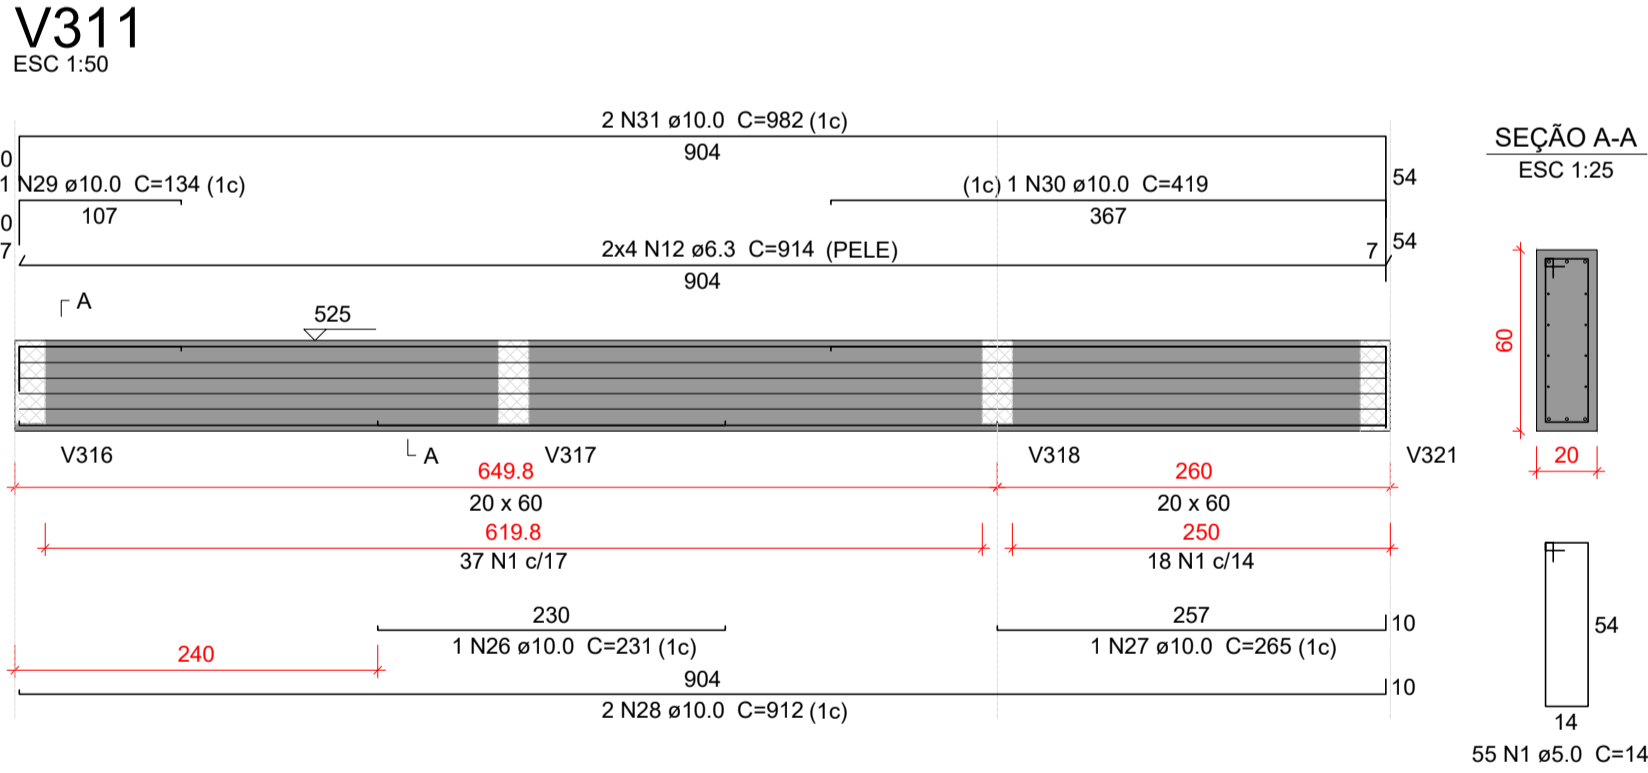 V311
ESC 1:50
2 N31 ø10.0 C=982 (1c)
904
SEÇÃO A-A
ESC 1:25
0
54
1 N29 ø10.0 C=134 (1c)
(1c) 1 N30 ø10.0 C=419
107
367
0
54
7
2x4 N12 ø6.3 C=914 (PELE)
7
904
A
525
60
V316
A
V317
V318
V321
20
649.8
260
20 x 60
20 x 60
619.8
250
37 N1 c/17
18 N1 c/14
230
257
10
54
1 N26 ø10.0 C=231 (1c)
1 N27 ø10.0 C=265 (1c)
240
904
10
2 N28 ø10.0 C=912 (1c)
14
55 N1 ø5.0 C=14